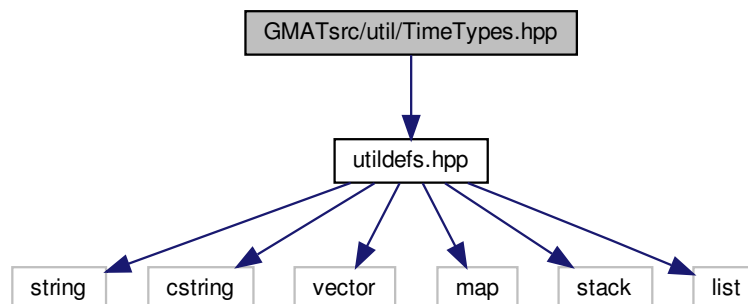 GMATsrc/util/TimeTypes.hpp
utildefs.hpp
string
cstring
vector
map
stack
list